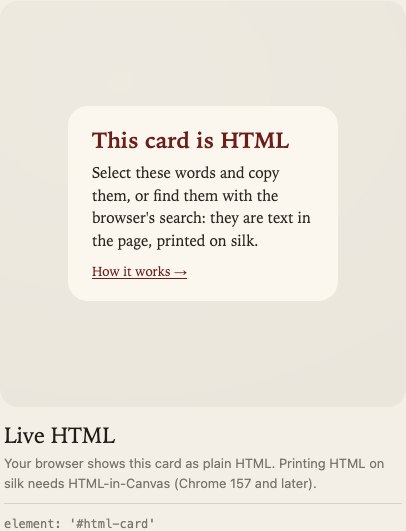 This card is HTML
Select these words and copy
them, or find them with the
browser's search: they are text in
the page, printed on silk.
How it works →
Live HTML
Your browser shows this card as plain HTML. Printing HTML on
silk needs HTML-in-Canvas (Chrome 157 and later).
element: '#html-card'